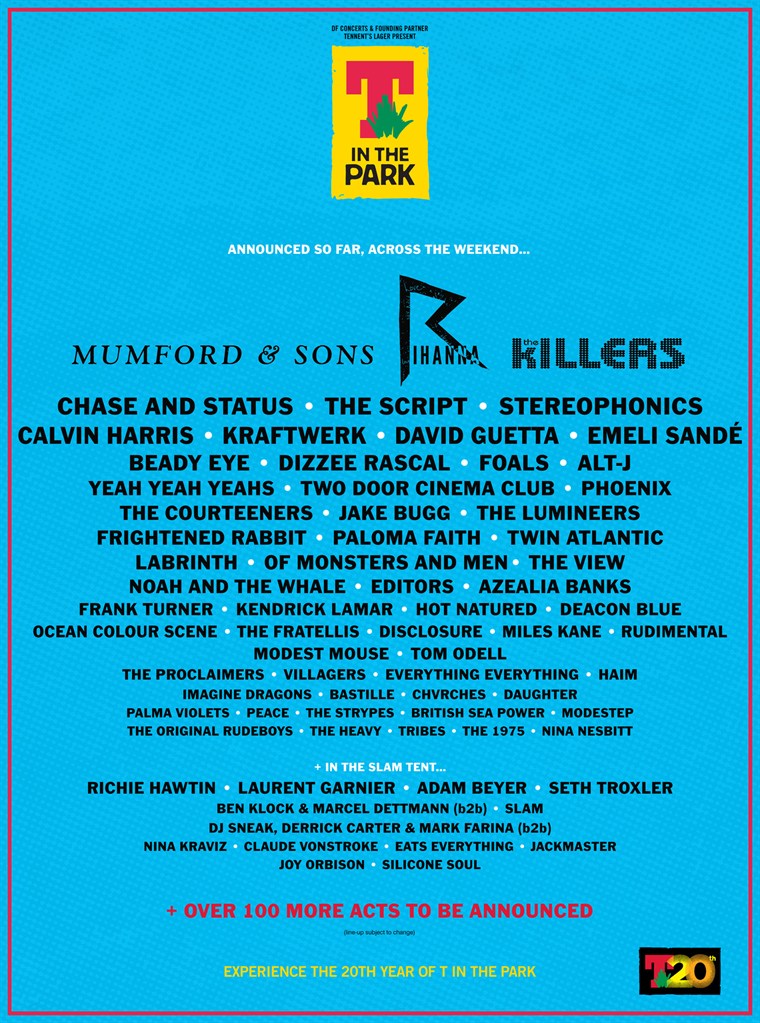 DF CONCERTS & FOUNDING PARTNER
TENNENT'S LAGER PRESENT
T
IN THE
PARK
ANNOUNCED SO FAR, ACROSS THE WEEKEND...
MUMFORD & SONS RIHANNA the KILLERS
CHASE AND STATUS • THE SCRIPT • STEREOPHONICS
CALVIN HARRIS • KRAFTWERK • DAVID GUETTA • EMELI SANDÉ
BEADY EYE • DIZZEE RASCAL • FOALS • ALT-J
YEAH YEAH YEAHS • TWO DOOR CINEMA CLUB • PHOENIX
THE COURTEENERS • JAKE BUGG • THE LUMINEERS
FRIGHTENED RABBIT • PALOMA FAITH • TWIN ATLANTIC
LABRINTH • OF MONSTERS AND MEN • THE VIEW
NOAH AND THE WHALE • EDITORS • AZEALIA BANKS
FRANK TURNER • KENDRICK LAMAR • HOT NATURED • DEACON BLUE
OCEAN COLOUR SCENE • THE FRATELLIS • DISCLOSURE • MILES KANE • RUDIMENTAL
MODEST MOUSE • TOM ODELL
THE PROCLAIMERS • VILLAGERS • EVERYTHING EVERYTHING • HAIM
IMAGINE DRAGONS • BASTILLE • CHVRCHES • DAUGHTER
PALMA VIOLETS • PEACE • THE STRYPES • BRITISH SEA POWER • MODESTEP
THE ORIGINAL RUDEBOYS • THE HEAVY • TRIBES • THE 1975 • NINA NESBITT
+ IN THE SLAM TENT...
RICHIE HAWTIN • LAURENT GARNIER • ADAM BEYER • SETH TROXLER
BEN KLOCK & MARCEL DETTMANN (b2b) • SLAM
DJ SNEAK, DERRICK CARTER & MARK FARINA (b2b)
NINA KRAVIZ • CLAUDE VONSTROKE • EATS EVERYTHING • JACKMASTER
JOY ORBISON • SILICONE SOUL
+ OVER 100 MORE ACTS TO BE ANNOUNCED
(line-up subject to change)
EXPERIENCE THE 20TH YEAR OF T IN THE PARK
T20th